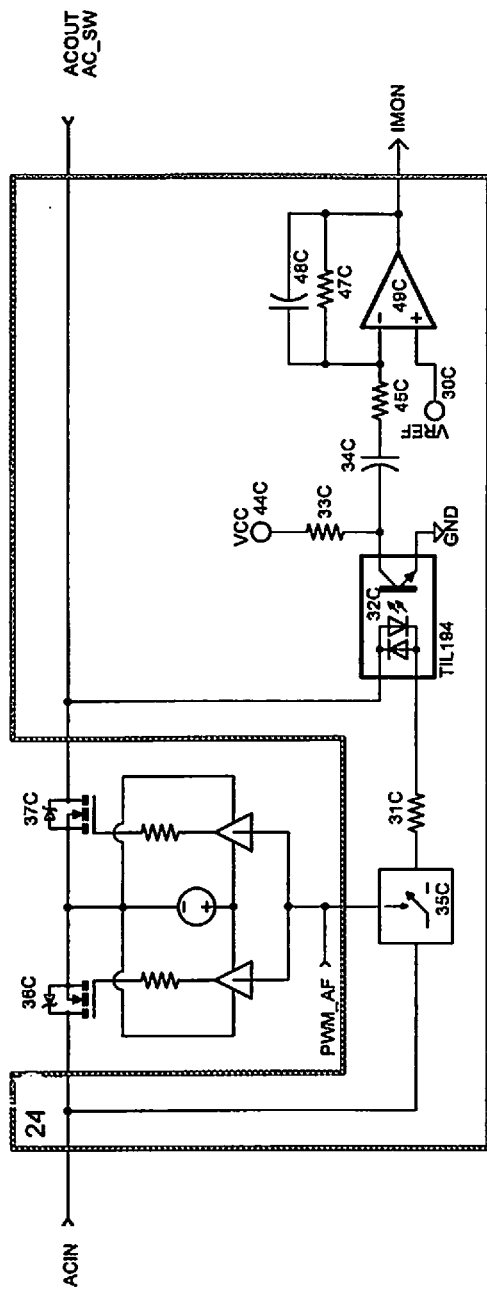 ACOUT
AC_SW
IMON
48C
47C
49C
45C
30C
VREF
34C
VCC 44C
33C
32C
GND
TIL194
37C
36C
31C
35C
PWM_AF
24
ACIN